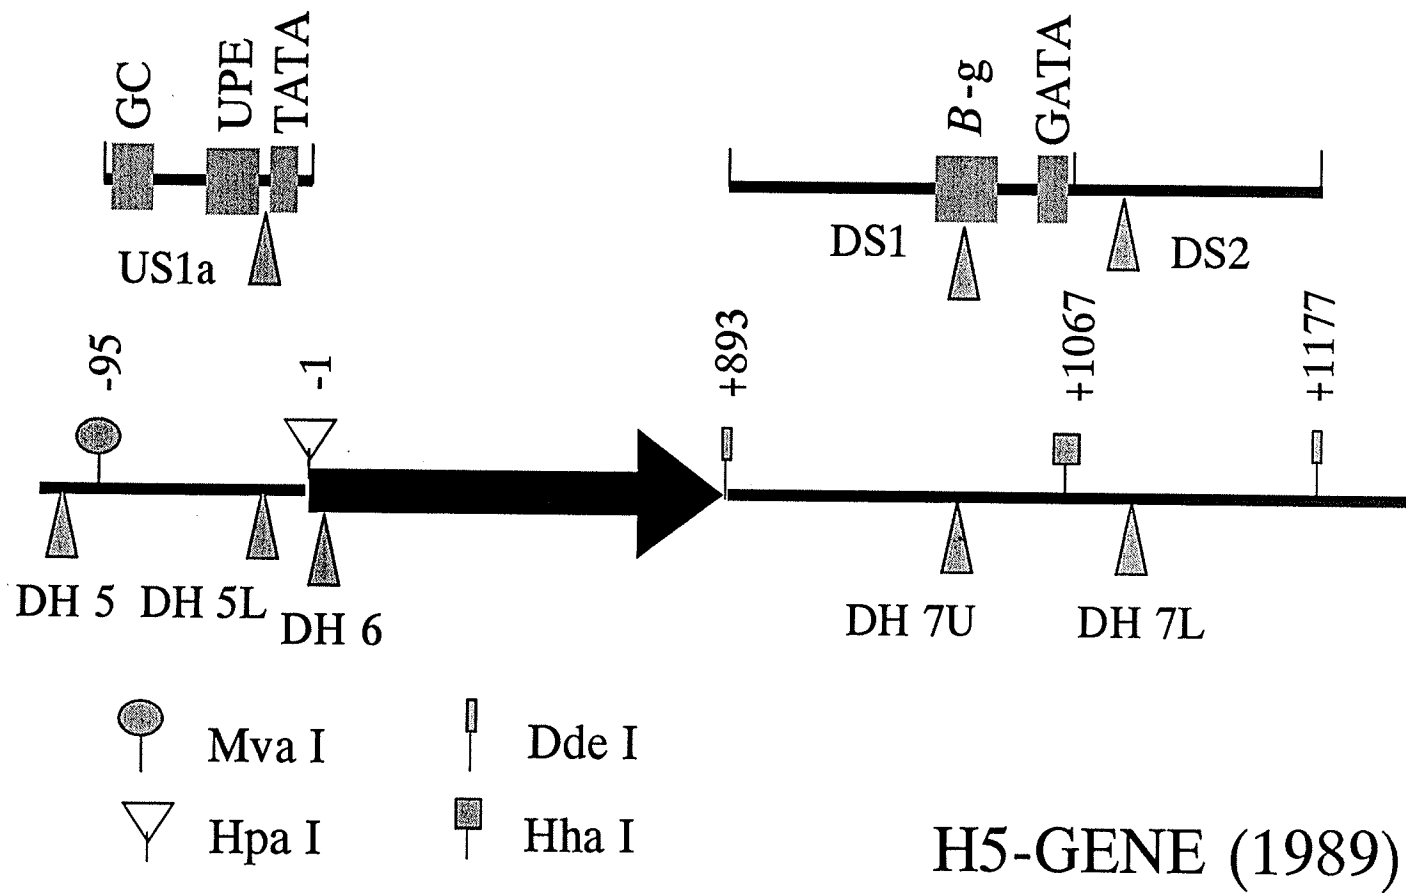 GC
UPE
TATA
B-g
GATA
US1a
DS1
DS2
-95
-1
+893
+1067
+1177
DH 5
DH 5L
DH 6
DH 7U
DH 7L
Mva I
Dde I
Hpa I
Hha I
H5-GENE (1989)